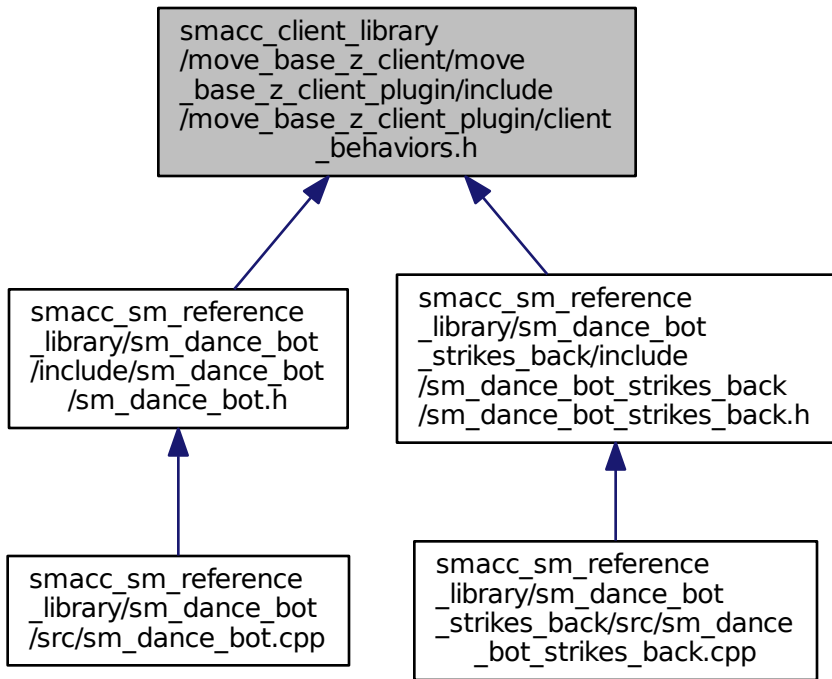 smacc_client_library
/move_base_z_client/move
_base_z_client_plugin/include
/move_base_z_client_plugin/client
_behaviors.h
smacc_sm_reference
_library/sm_dance_bot
/include/sm_dance_bot
/sm_dance_bot.h
smacc_sm_reference
_library/sm_dance_bot
_strikes_back/include
/sm_dance_bot_strikes_back
/sm_dance_bot_strikes_back.h
smacc_sm_reference
_library/sm_dance_bot
/src/sm_dance_bot.cpp
smacc_sm_reference
_library/sm_dance_bot
_strikes_back/src/sm_dance
_bot_strikes_back.cpp